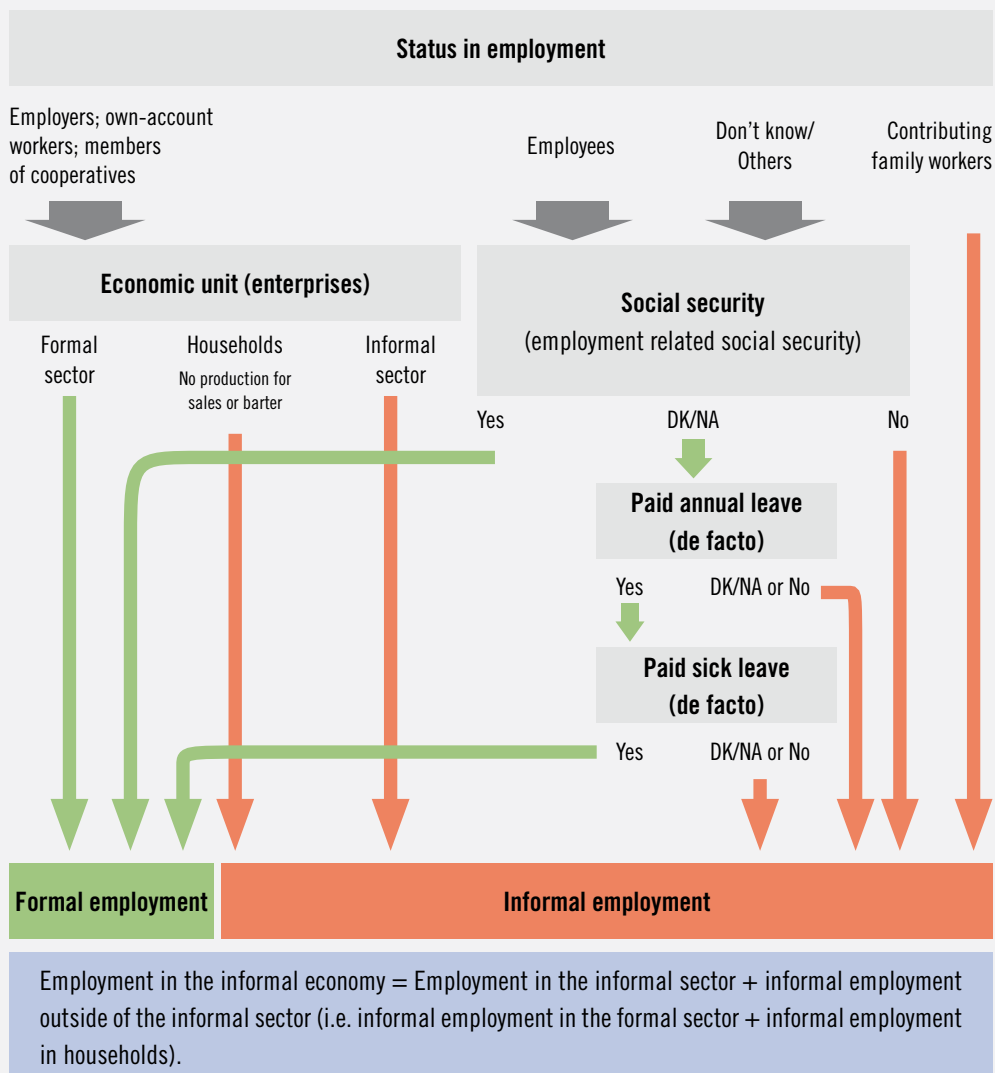 Status in employment
Employers; own-account
workers; members
of cooperatives
Employees
Don't know/
Others
Contributing
family workers
Economic unit (enterprises)
Formal
sector
Households
No production for
sales or barter
Informal
sector
Social security
(employment related social security)
Yes
DK/NA
No
Paid annual leave
(de facto)
Yes
DK/NA or No
Paid sick leave
(de facto)
Yes
DK/NA or No
Formal employment
Informal employment
Employment in the informal economy = Employment in the informal sector + informal employment
outside of the informal sector (i.e. informal employment in the formal sector + informal employment
in households).